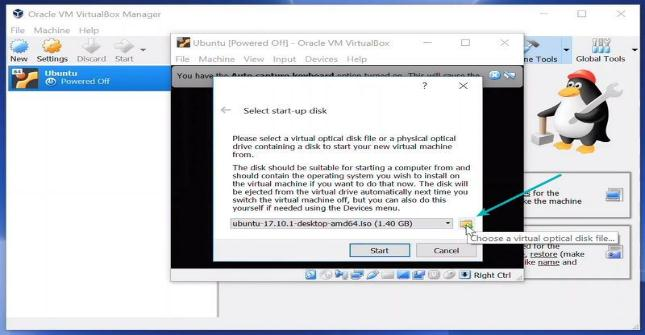 Oracle VM VirtualBox Manager
File Machine Help
New Settings Discard Start
Global Tools
Ubuntu
Powered Off
Ubuntu [Powered Off] - Oracle VM VirtualBox
File Machine View Input Devices Help
You have the Auto capture keyboard option turned on. This will cause the
Select start-up disk
Please select a virtual optical disk file or a physical optical
drive containing a disk to start your new virtual machine
from.
The disk should be suitable for starting a computer from and
should contain the operating system you wish to install on
the virtual machine if you want to do that now. The disk will
be ejected from the virtual drive automatically next time you
switch the virtual machine off, but you can also do this
yourself if needed using the Devices menu.
ubuntu-17.10.1-desktop-amd64.iso (1.40 GB)
Choose a virtual optical disk file...
Start Cancel
Right Ctrl
for the
ke the machine
ed for the
, restore (make
ke name and